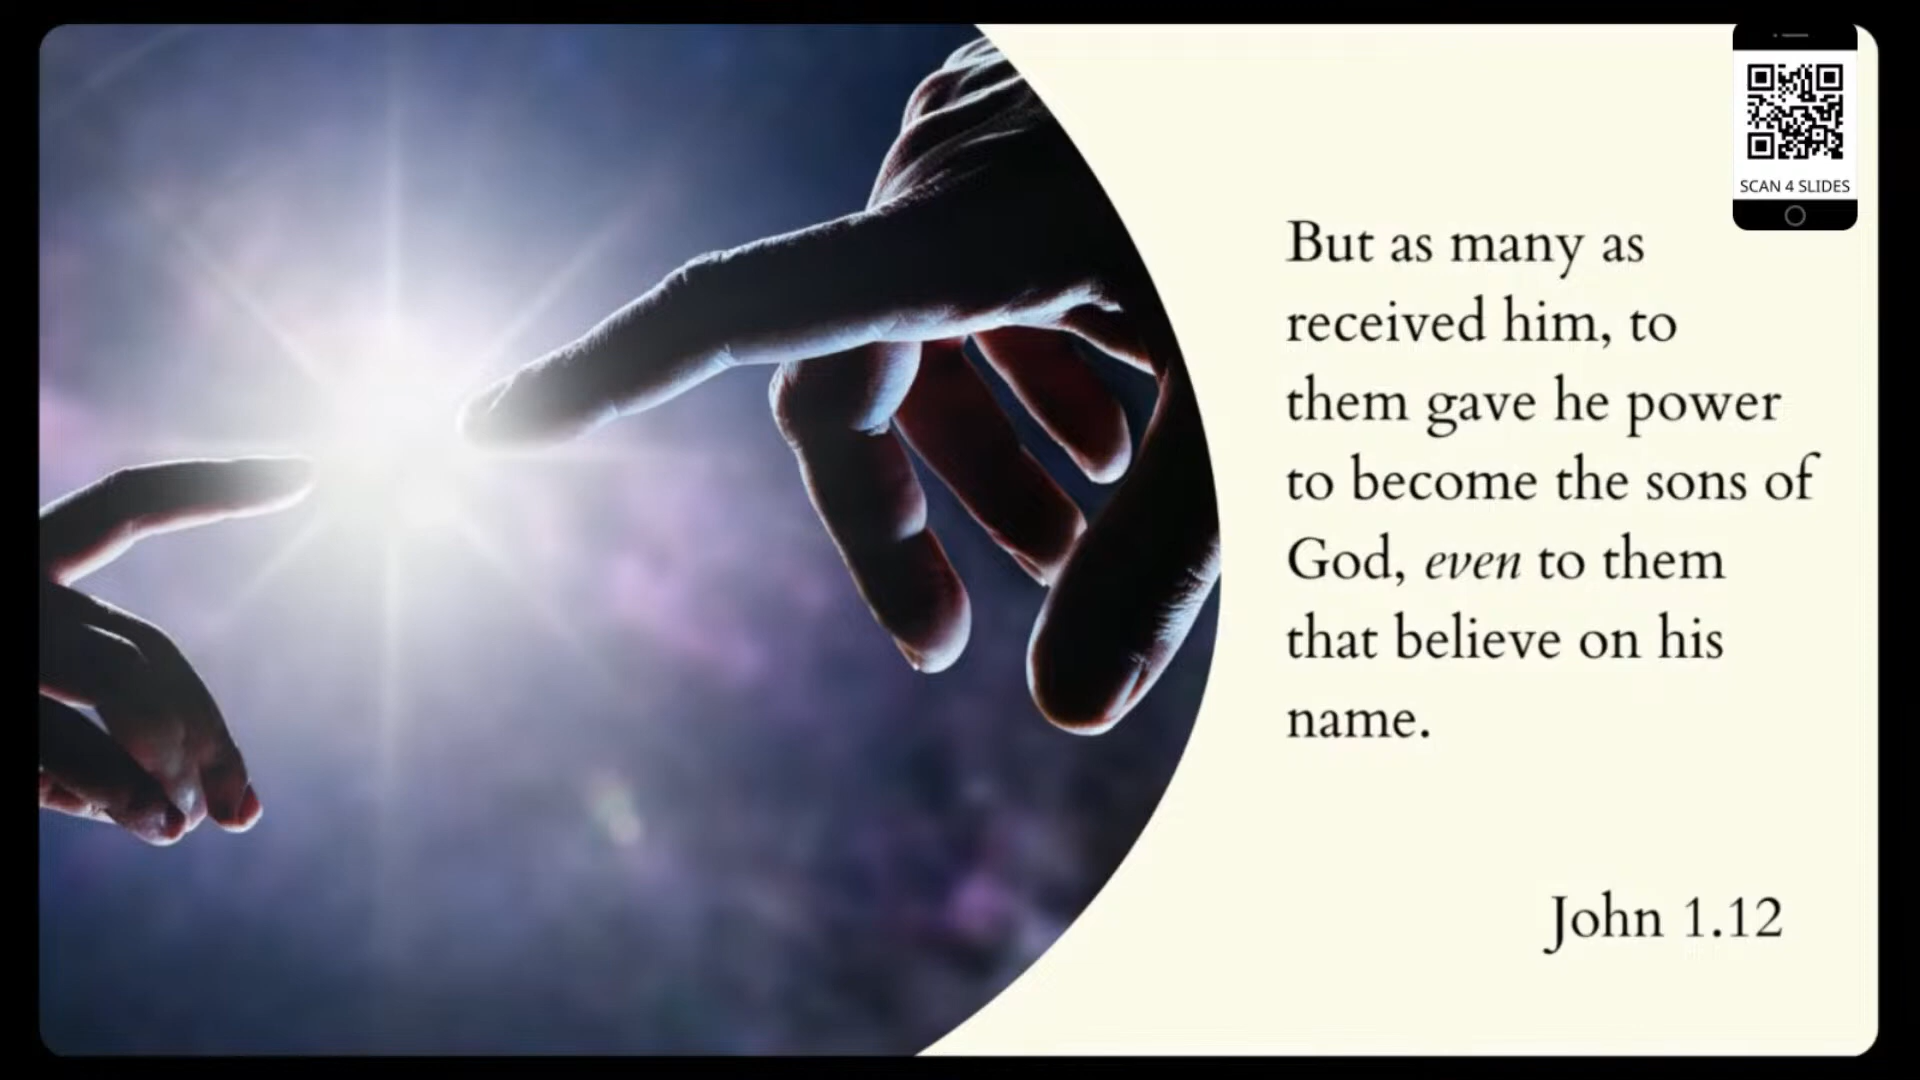 SCAN 4 SLIDES
But as many as
received him, to
them gave he power
to become the sons of
God, even to them
that believe on his
name.
John 1.12